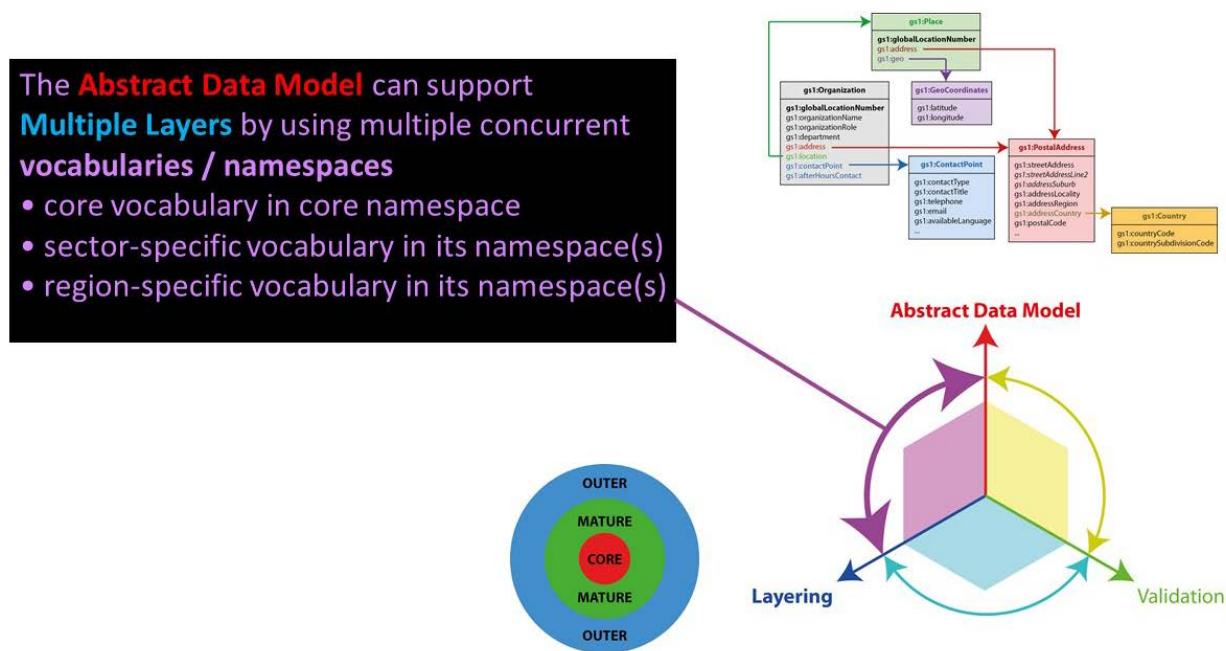 The Abstract Data Model can support
Multiple Layers by using multiple concurrent
vocabularies / namespaces
• core vocabulary in core namespace
• sector-specific vocabulary in its namespace(s)
• region-specific vocabulary in its namespace(s)
gs1:Place
gs1:globalLocationNumber
gs1:address
gs1:geo
gs1:Organization
gs1:globalLocationNumber
gs1:organizationName
gs1:organizationRole
gs1:department
gs1:address
gs1:location
gs1:contactPoint
gs1:afterHoursContact
gs1:GeoCoordinates
gs1:latitude
gs1:longitude
gs1:ContactPoint
gs1:contactType
gs1:contactTitle
gs1:telephone
gs1:email
gs1:availableLanguage
...
gs1:PostalAddress
gs1:streetAddress
gs1:streetAddressLine2
gs1:addressSuburb
gs1:addressLocality
gs1:addressRegion
gs1:addressCountry
gs1:postalCode
...
gs1:Country
gs1:countryCode
gs1:countrySubdivisionCode
Abstract Data Model
Layering
Validation
OUTER
MATURE
CORE
MATURE
OUTER